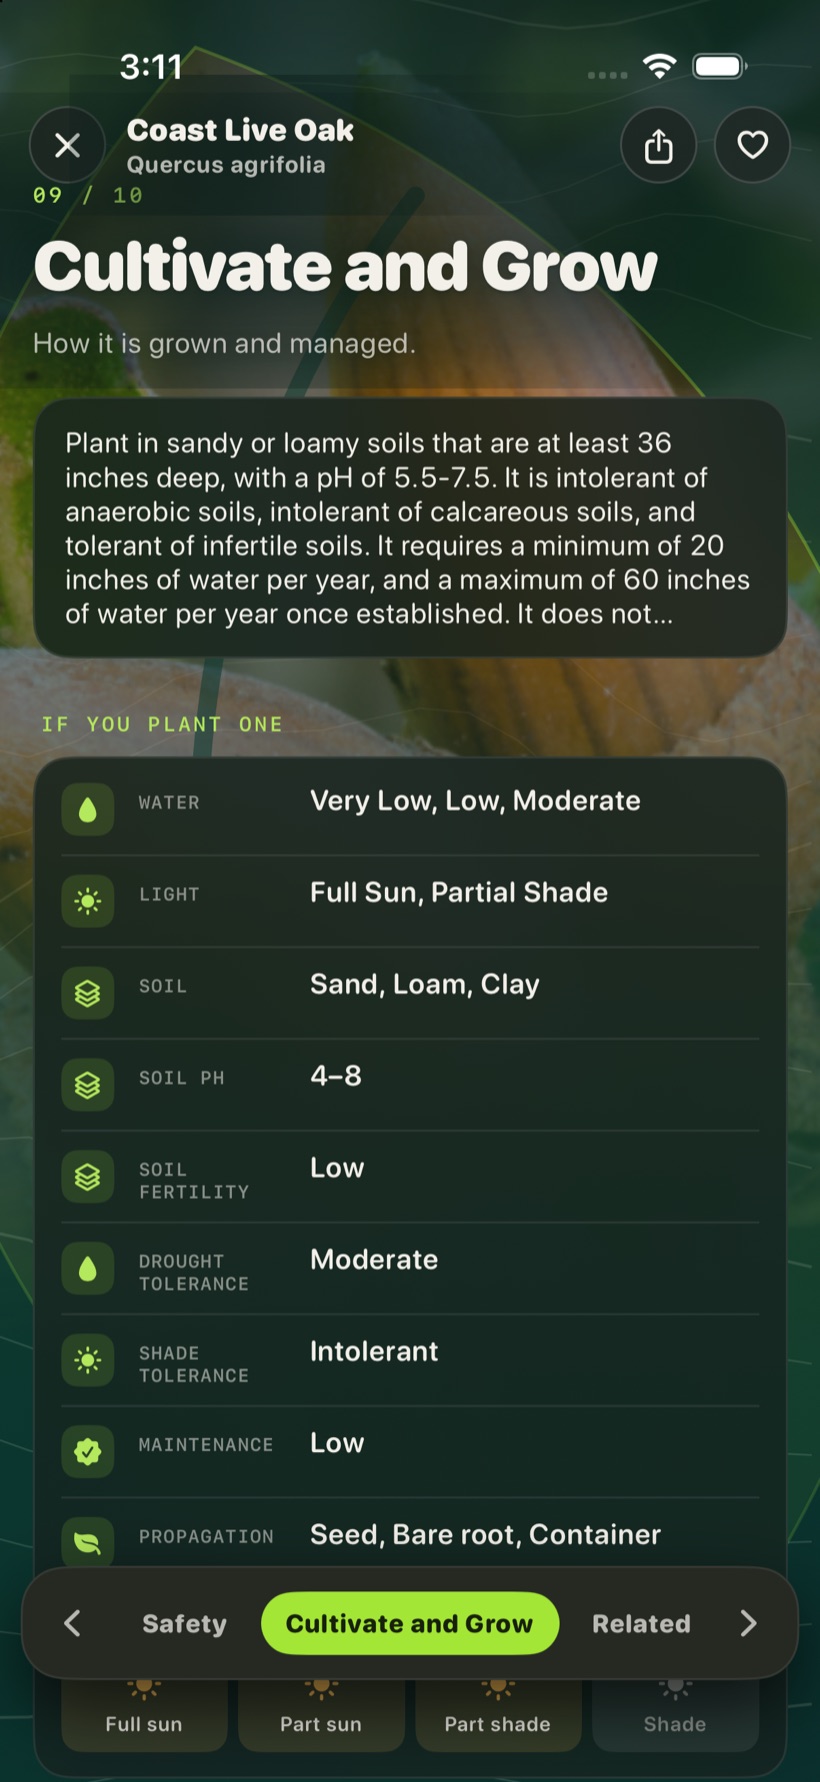 3:11
Coast Live Oak
Quercus agrifolia
09 / 10
Cultivate and Grow
How it is grown and managed.
Plant in sandy or loamy soils that are at least 36
inches deep, with a pH of 5.5-7.5. It is intolerant of
anaerobic soils, intolerant of calcareous soils, and
tolerant of infertile soils. It requires a minimum of 20
inches of water per year, and a maximum of 60 inches
of water per year once established. It does not...
IF YOU PLANT ONE
WATER Very Low, Low, Moderate
LIGHT Full Sun, Partial Shade
SOIL Sand, Loam, Clay
SOIL PH 4–8
SOIL FERTILITY Low
DROUGHT TOLERANCE Moderate
SHADE TOLERANCE Intolerant
MAINTENANCE Low
PROPAGATION Seed, Bare root, Container
Safety Cultivate and Grow Related
Full sun Part sun Part shade Shade